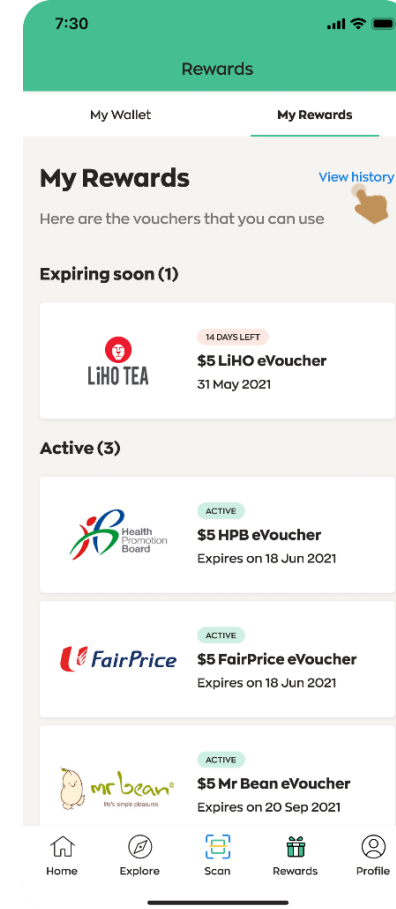 7:30
Rewards
My Wallet
My Rewards
My Rewards
View history
Here are the vouchers that you can use
Expiring soon (1)
14 DAYS LEFT
LiHO TEA
$5 LiHO eVoucher
31 May 2021
Active (3)
ACTIVE
Health
Promotion
Board
$5 HPB eVoucher
Expires on 18 Jun 2021
ACTIVE
FairPrice
$5 FairPrice eVoucher
Expires on 18 Jun 2021
ACTIVE
mr bean®
life's simple pleasures
$5 Mr Bean eVoucher
Expires on 20 Sep 2021
Home
Explore
Scan
Rewards
Profile